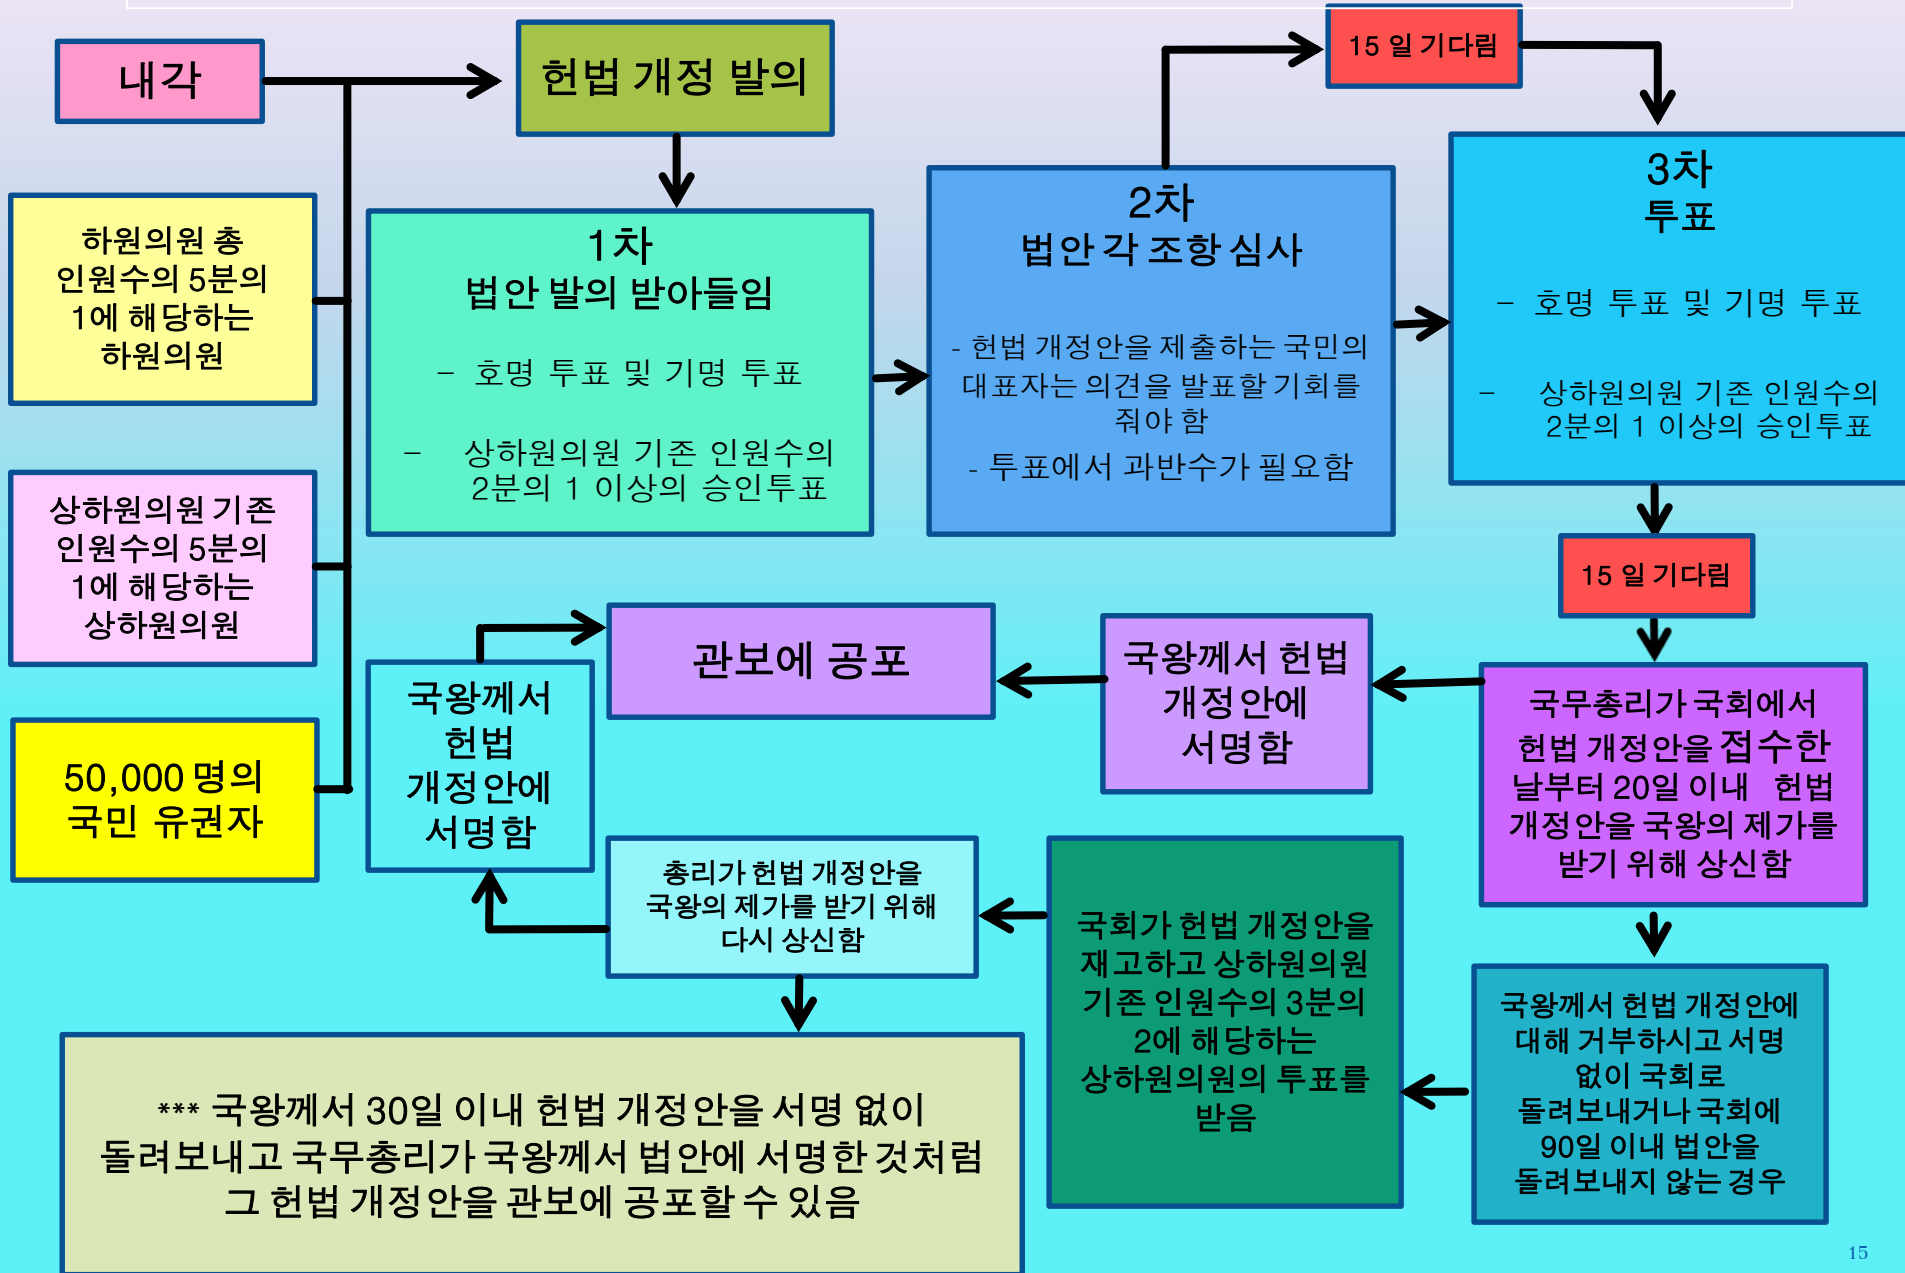 내각
헌법 개정 발의
15 일 기다림
하원의원 총
인원수의 5분의
1에 해당하는
하원의원
상하원의원 기존
인원수의 5분의
1에 해당하는
상하원의원
50,000 명의
국민 유권자
1차
법안 발의 받아들임
– 호명 투표 및 기명 투표
– 상하원의원 기존 인원수의
2분의 1 이상의 승인투표
2차
법안 각 조항 심사
- 헌법 개정안을 제출하는 국민의
대표자는 의견을 발표할 기회를
줘야 함
- 투표에서 과반수가 필요함
3차
투표
– 호명 투표 및 기명 투표
– 상하원의원 기존 인원수의
2분의 1 이상의 승인투표
15 일 기다림
국무총리가 국회에서
헌법 개정안을 접수한
날부터 20일 이내 헌법
개정안을 국왕의 제가를
받기 위해 상신함
국왕께서 헌법
개정안에
서명함
관보에 공포
국왕께서
헌법
개정안에
서명함
총리가 헌법 개정안을
국왕의 제가를 받기 위해
다시 상신함
국회가 헌법 개정안을
재고하고 상하원의원
기존 인원수의 3분의
2에 해당하는
상하원의원의 투표를
받음
국왕께서 헌법 개정안에
대해 거부하시고 서명
없이 국회로
돌려보내거나 국회에
90일 이내 법안을
돌려보내지 않는 경우
*** 국왕께서 30일 이내 헌법 개정안을 서명 없이
돌려보내고 국무총리가 국왕께서 법안에 서명한 것처럼
그 헌법 개정안을 관보에 공포할 수 있음
15